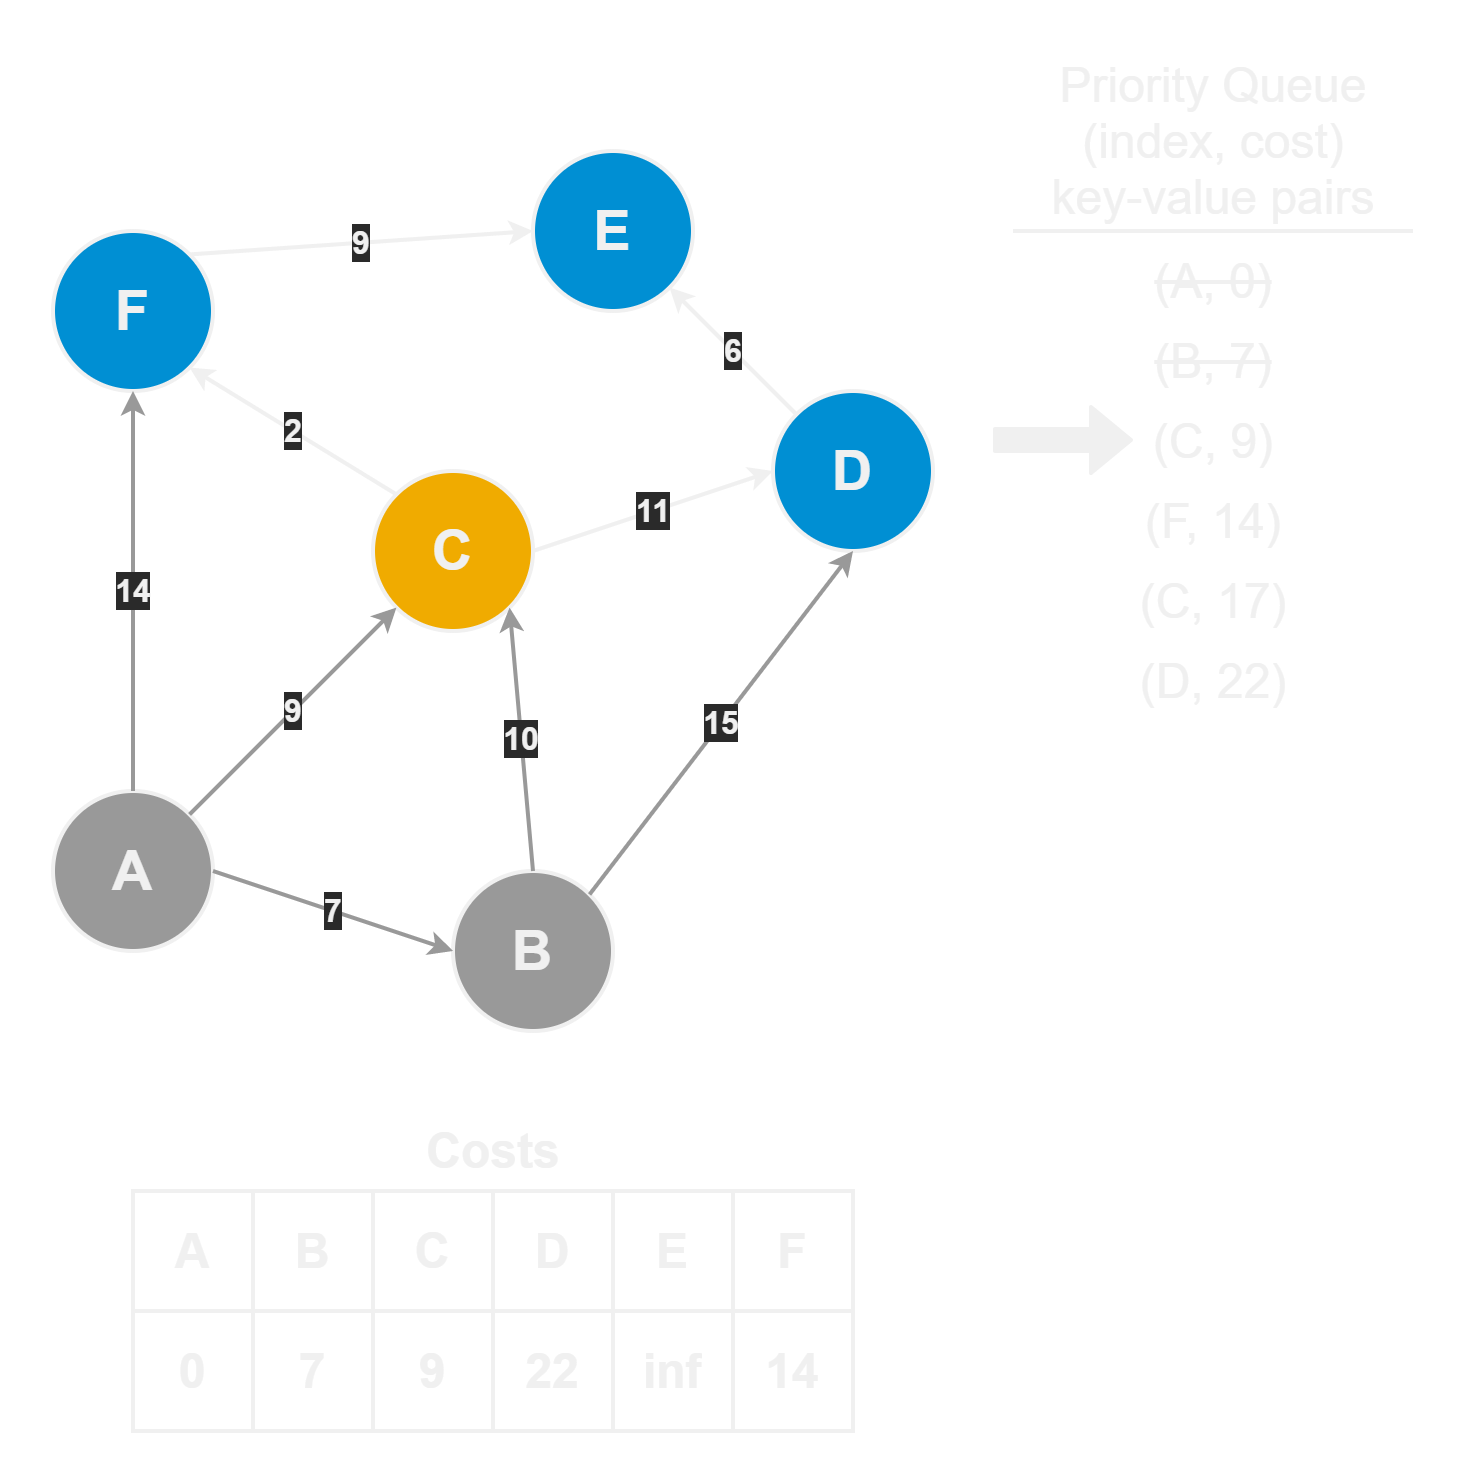 Priority Queue
(index, cost)
key-value pairs
(A, 0)
(B, 7)
(C, 9)
(F, 14)
(C, 17)
(D, 22)
E
9
F
6
2
D
11
C
14
9
10
15
A
7
B
Costs
A B C D E F
0 7 9 22 inf 14